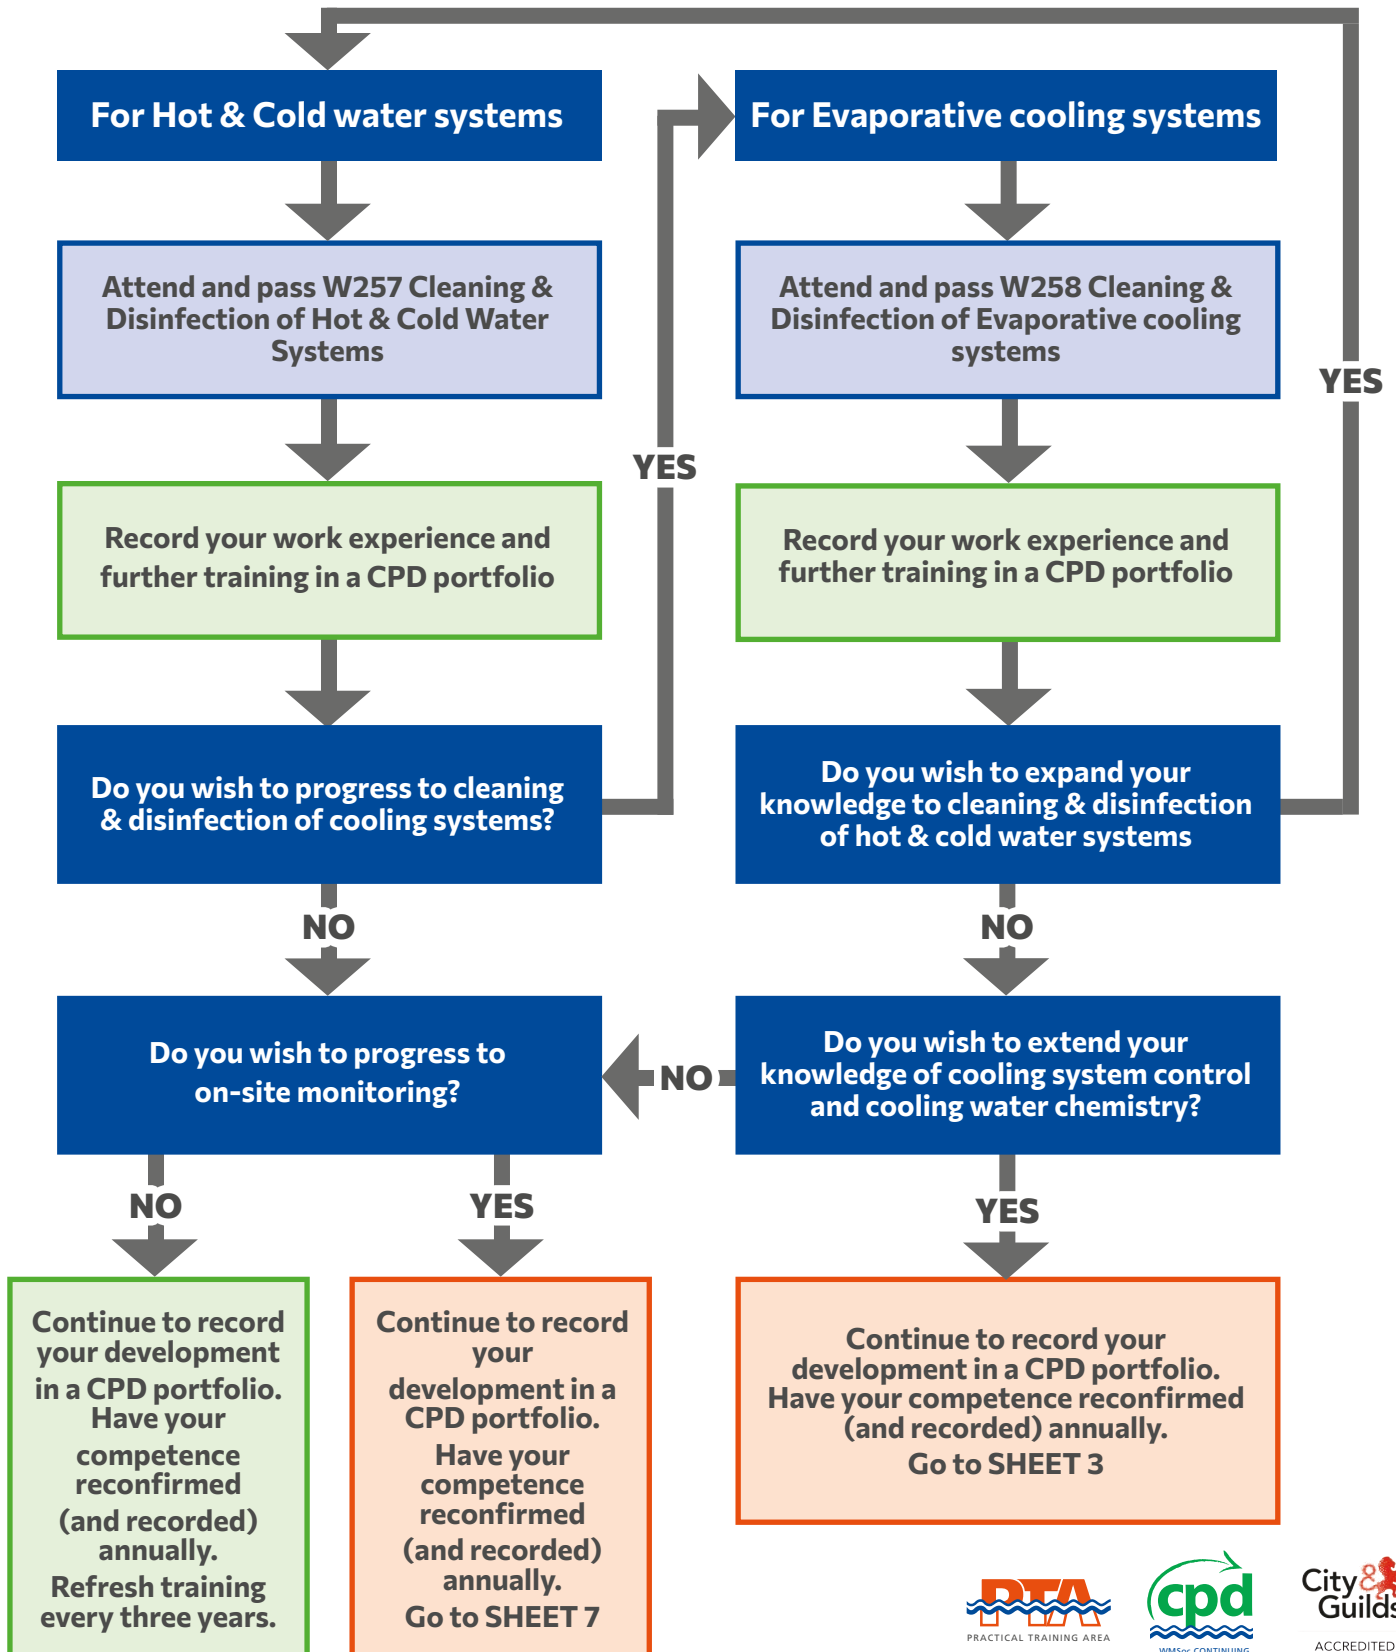 For Hot & Cold water systems
Attend and pass W257 Cleaning &
Disinfection of Hot & Cold Water
Systems
Record your work experience and
further training in a CPD portfolio
Do you wish to progress to cleaning
& disinfection of cooling systems?
YES
NO
For Evaporative cooling systems
Attend and pass W258 Cleaning &
Disinfection of Evaporative cooling
systems
Record your work experience and
further training in a CPD portfolio
Do you wish to expand your
knowledge to cleaning & disinfection
of hot & cold water systems
YES
NO
Do you wish to progress to
on-site monitoring?
NO
Do you wish to extend your
knowledge of cooling system control
and cooling water chemistry?
NO
YES
YES
Continue to record
your development
in a CPD portfolio.
Have your
competence
reconfirmed
(and recorded)
annually.
Refresh training
every three years.
Continue to record
your
development in a
CPD portfolio.
Have your
competence
reconfirmed
(and recorded)
annually.
Go to SHEET 7
Continue to record your
development in a CPD portfolio.
Have your competence reconfirmed
(and recorded) annually.
Go to SHEET 3
PTA
PRACTICAL TRAINING AREA
cpd
WMSoc CONTINUING
City &
Guilds
ACCREDITED